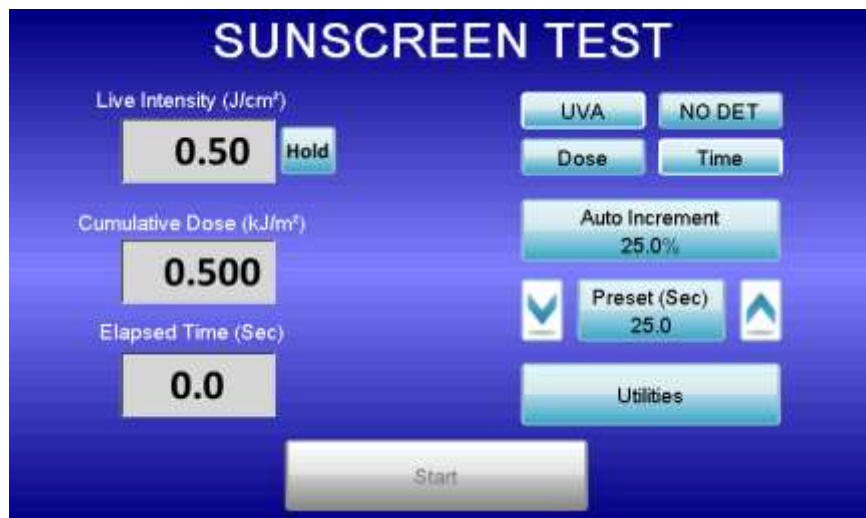 SUNSCREEN TEST
Live Intensity (J/cm²)
0.50 Hold
Cumulative Dose (kJ/m²)
0.500
Elapsed Time (Sec)
0.0
UVA NO DET
Dose Time
Auto Increment
25.0%
Preset (Sec)
25.0
Utilities
Start